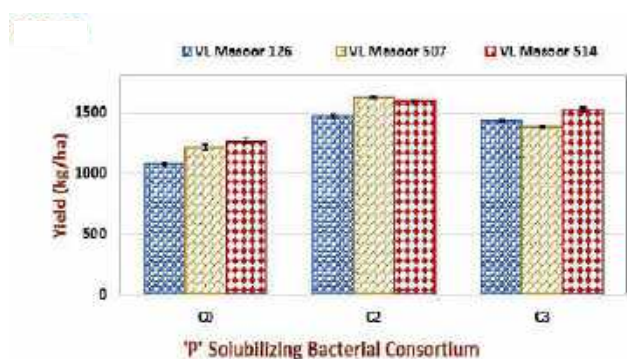 VL Masoor 126 VL Masoor 507 VL Masoor 514
1500
1000
500
0
Yield (kg/ha)
C0 C2 C3
'P' Solubilizing Bacterial Consortium